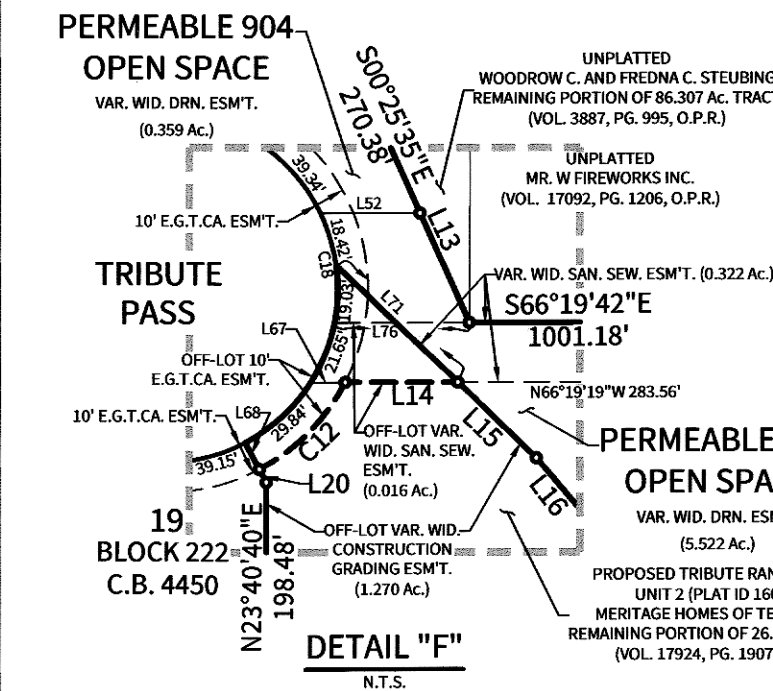 PERMEABLE 904
OPEN SPACE
VAR. WID. DRN. ESM'T.
(0.359 Ac.)
S00°25'35"E
270.38'
UNPLATTED
WOODROW C. AND FREDNA C. STEUBING
REMAINING PORTION OF 86.307 Ac. TRACT
(VOL. 3887, PG. 995, O.P.R.)
UNPLATTED
MR. W FIREWORKS INC.
(VOL. 17092, PG. 1206, O.P.R.)
39.34'
L52
10' E.G.T.CA. ESM'T.
18.42'
L13
C18
TRIBUTE
PASS
19.03'
L71
VAR. WID. SAN. SEW. ESM'T. (0.322 Ac.)
S66°19'42"E
1001.18'
L67
L76
21.65'
OFF-LOT 10'
E.G.T.CA. ESM'T.
N66°19'19"W 283.56'
L14
10' E.G.T.CA. ESM'T.
L68
29.84'
C12
OFF-LOT VAR.
WID. SAN. SEW.
ESM'T.
(0.016 Ac.)
L15
PERMEABLE
OPEN SPA
VAR. WID. DRN. ESM
(5.522 Ac.)
39.15'
L20
L16
19
BLOCK 222
C.B. 4450
N23°40'40"E
198.48'
OFF-LOT VAR. WID.
CONSTRUCTION
GRADING ESM'T.
(1.270 Ac.)
PROPOSED TRIBUTE RAN
UNIT 2 (PLAT ID 160
MERITAGE HOMES OF TE
REMAINING PORTION OF 26.
(VOL. 17924, PG. 1907
DETAIL "F"
N.T.S.